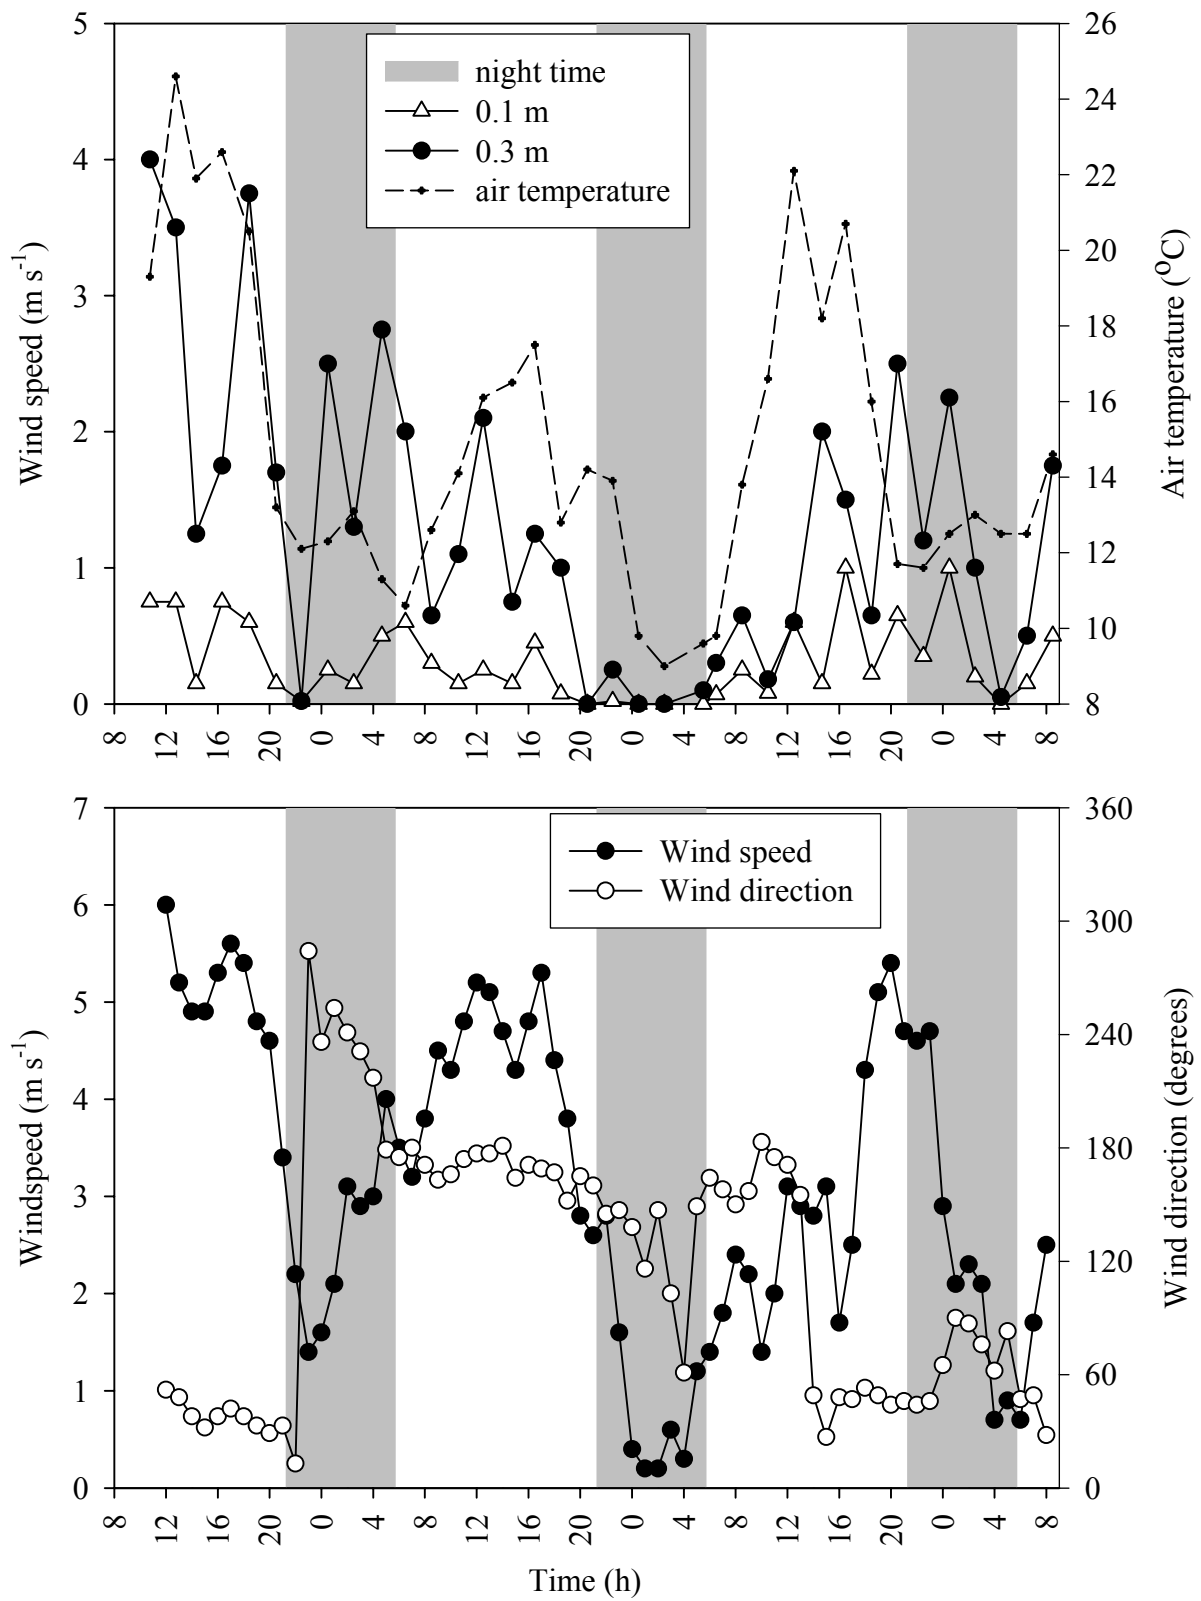 5
4
3
2
1
0
Wind speed (m s-1)
night time
0.1 m
0.3 m
air temperature
26
24
22
20
18
16
14
12
10
8
Air temperature (oC)
8 12 16 20 0 4 8 12 16 20 0 4 8 12 16 20 0 4 8
7
6
5
4
3
2
1
0
Windspeed (m s-1)
Wind speed
Wind direction
360
300
240
180
120
60
0
Wind direction (degrees)
8 12 16 20 0 4 8 12 16 20 0 4 8 12 16 20 0 4 8
Time (h)